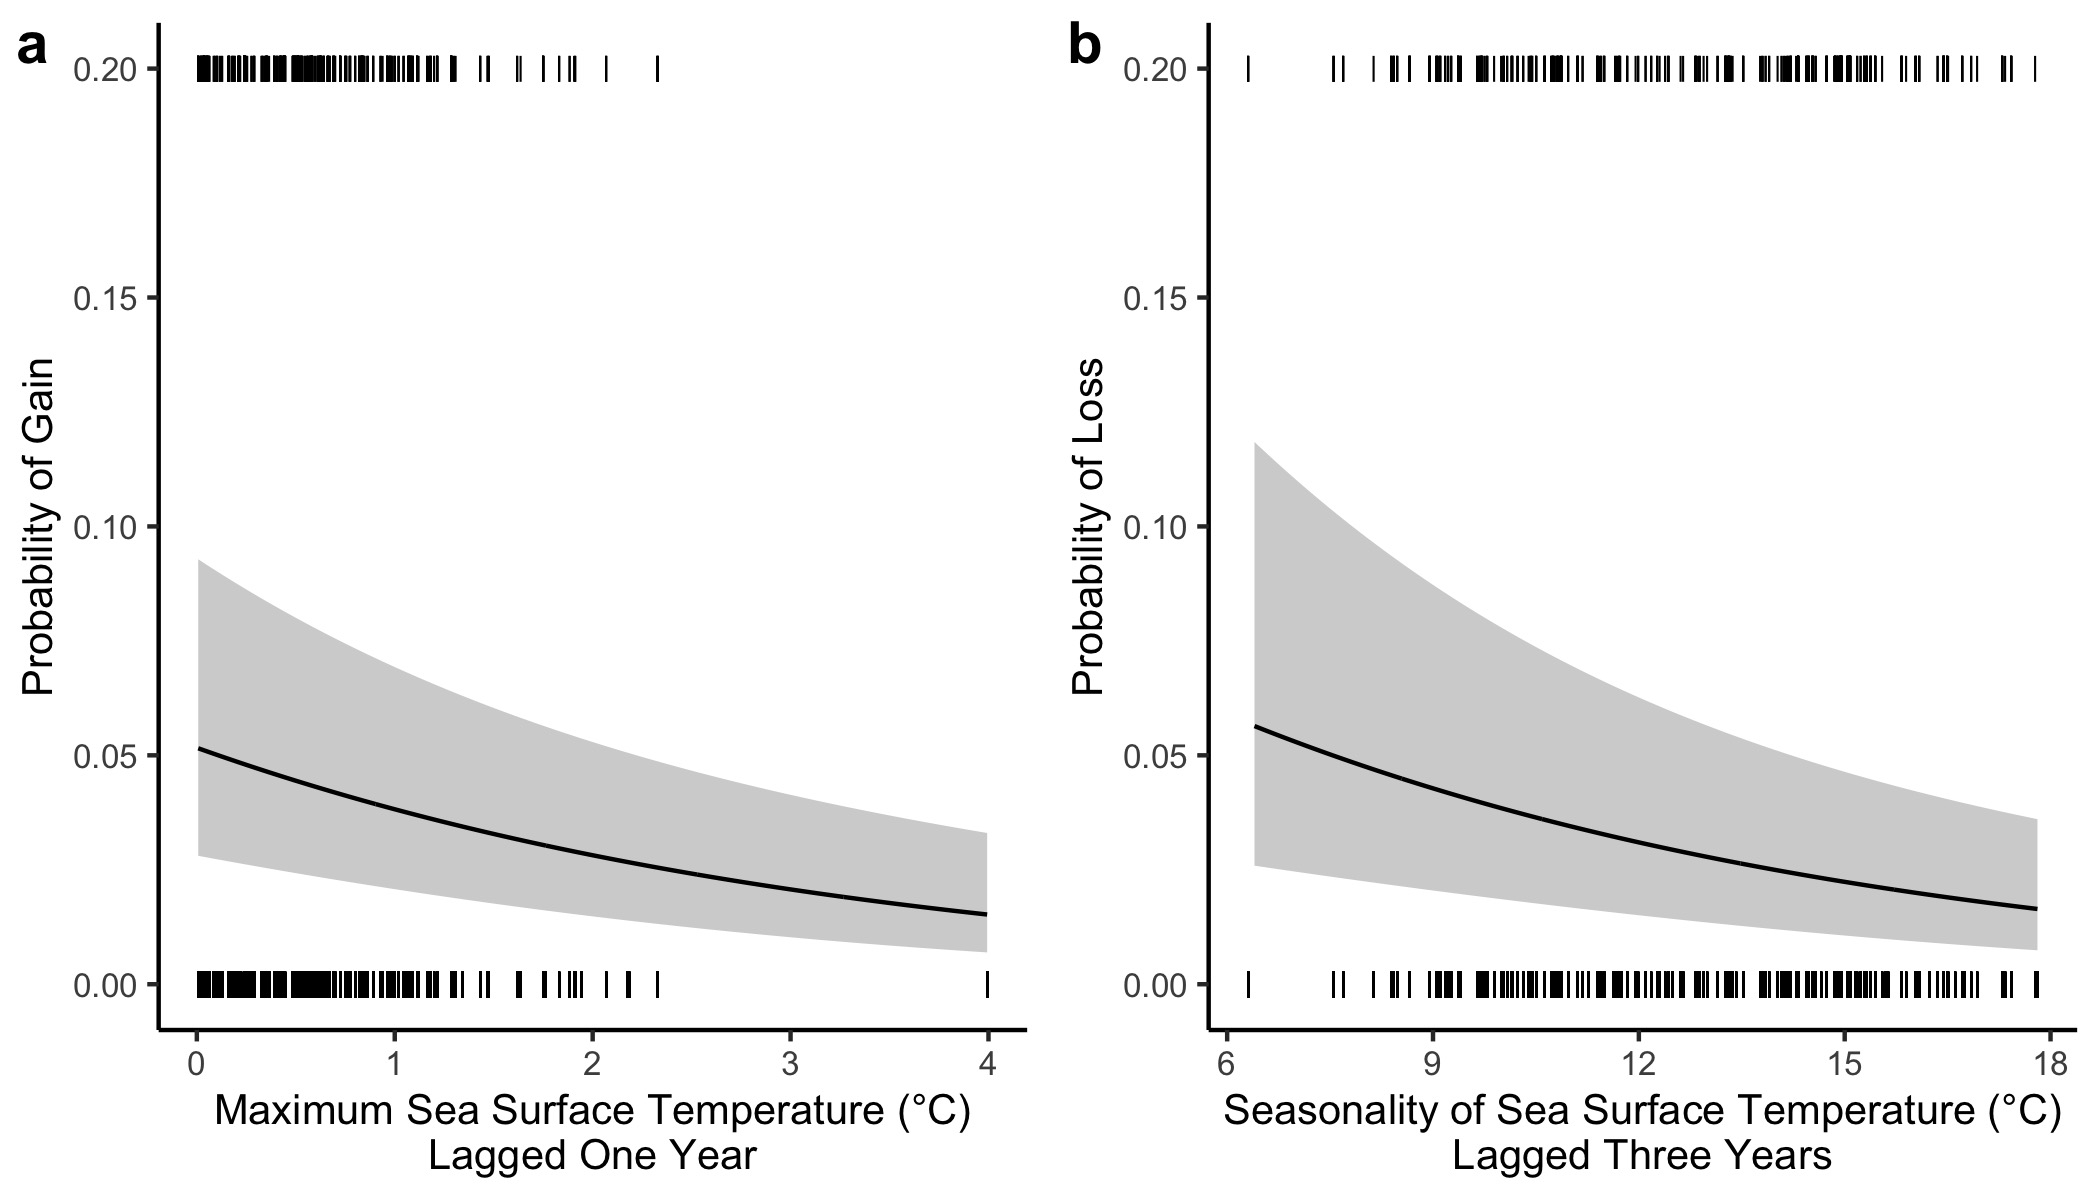 a
0.20
0.15
0.10
0.05
0.00
Probability of Gain
0 1 2 3 4
Maximum Sea Surface Temperature (°C)
Lagged One Year
b
0.20
0.15
0.10
0.05
0.00
Probability of Loss
6 9 12 15 18
Seasonality of Sea Surface Temperature (°C)
Lagged Three Years